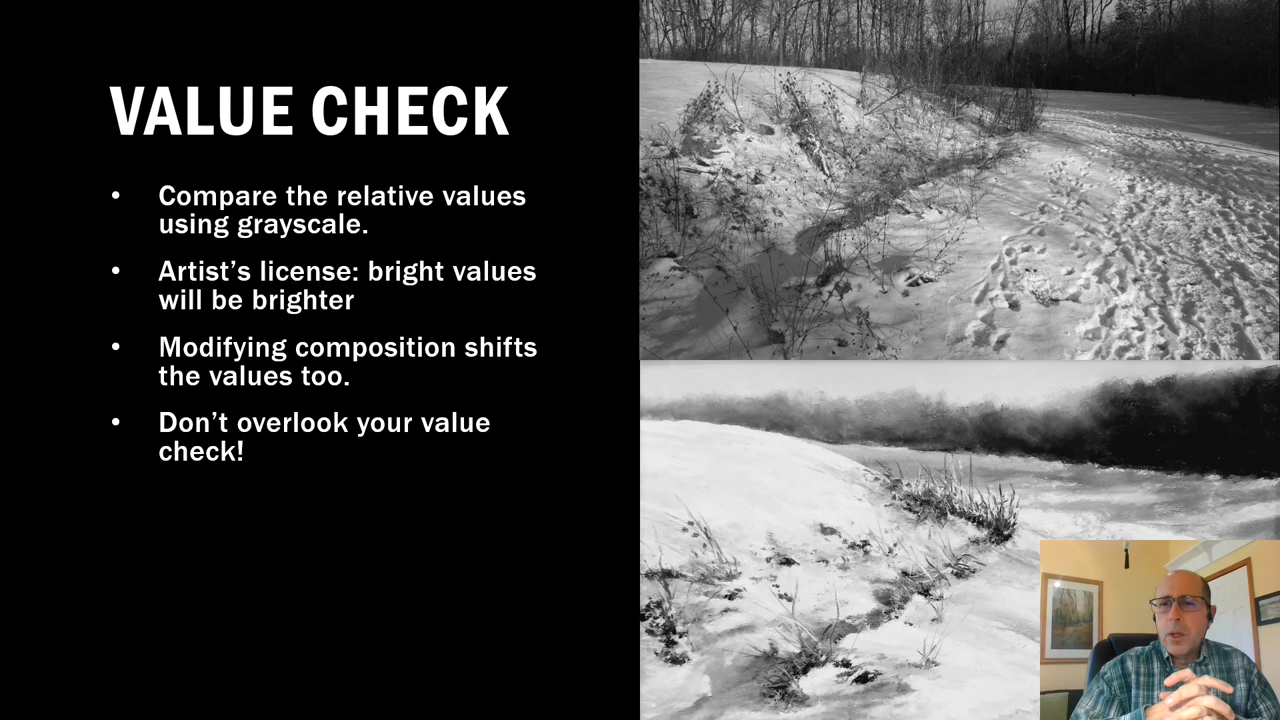 VALUE CHECK
• Compare the relative values
using grayscale.
• Artist’s license: bright values
will be brighter
• Modifying composition shifts
the values too.
• Don’t overlook your value
check!